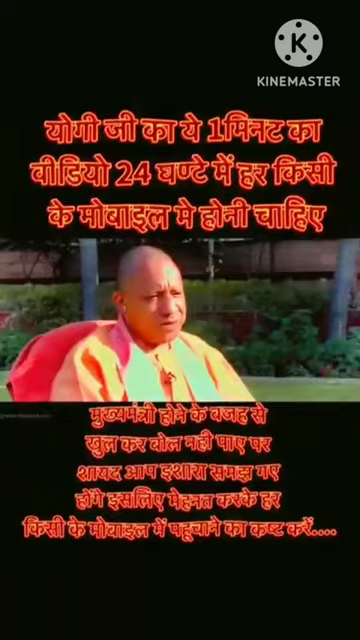 KINEMASTER
योगी जी का ये 1मिनट का
वीडियो 24 घण्टे में हर किसी
के मोबाइल मे होनी चाहिए
मुख्यमंत्री होने के वजह से
खुल कर बोल नही पाए पर
शायद आप इशारा समझ गए
होंगे इसलिए मेहनत करके हर
किसी के मोबाईल में पहूचाने का कष्ट करें....